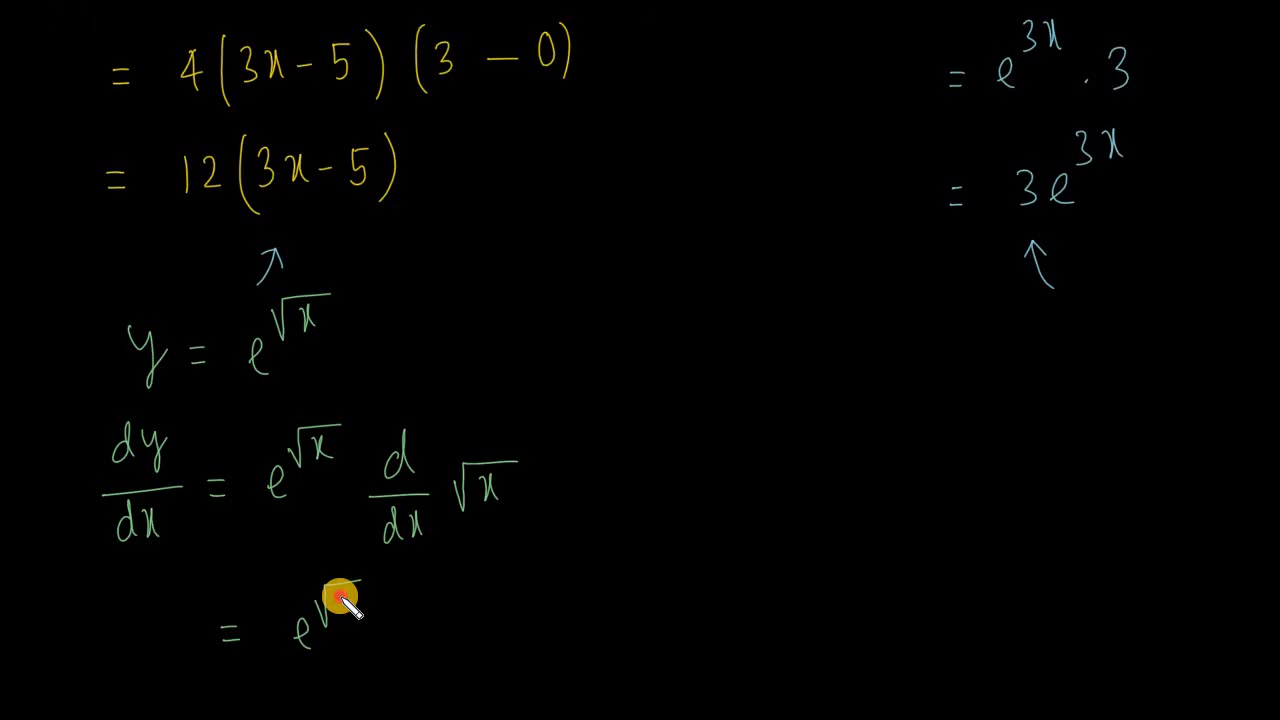 = 4(3x-5)(3-0)
= 12(3x-5)
y = e^√x
dy/dx = e^√x d/dx √x
= e^√
= e^3x . 3
= 3e^3x